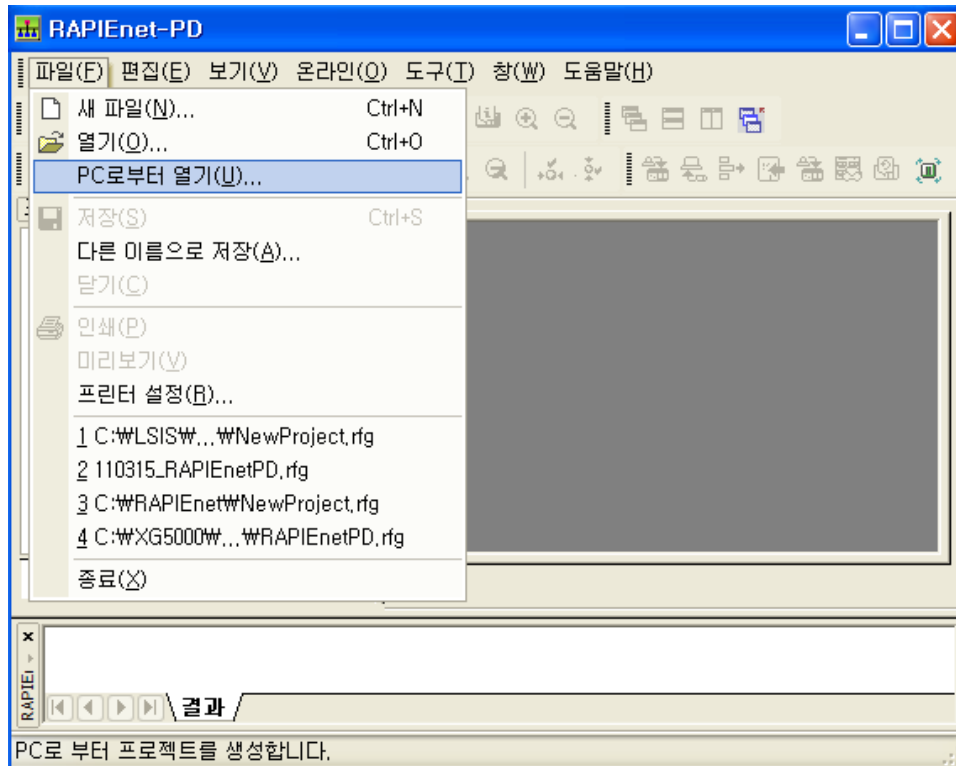 RAPIEnet-PD
파일(F) 편집(E) 보기(V) 온라인(O) 도구(T) 창(W) 도움말(H)
새 파일(N)... Ctrl+N
열기(O)... Ctrl+O
PC로부터 열기(U)...
저장(S) Ctrl+S
다른 이름으로 저장(A)...
닫기(C)
인쇄(P)
미리보기(V)
프린터 설정(R)...
1 C:₩LSIS₩...₩NewProject.rfg
2 110315_RAPIEnetPD.rfg
3 C:₩RAPIEnet₩NewProject.rfg
4 C:₩XG5000₩...₩RAPIEnetPD.rfg
종료(X)
RAPIEI
결과
PC로 부터 프로젝트를 생성합니다.